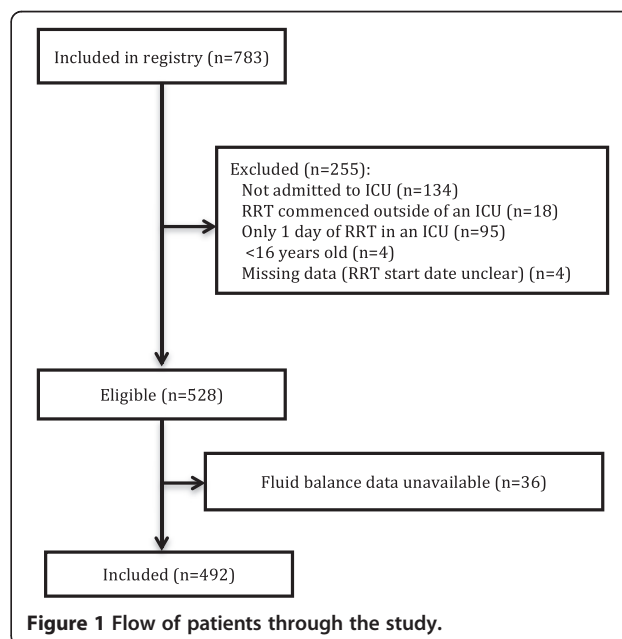 Included in registry (n=783)
Excluded (n=255):
Not admitted to ICU (n=134)
RRT commenced outside of an ICU (n=18)
Only 1 day of RRT in an ICU (n=95)
<16 years old (n=4)
Missing data (RRT start date unclear) (n=4)
Eligible (n=528)
Fluid balance data unavailable (n=36)
Included (n=492)
Figure 1 Flow of patients through the study.